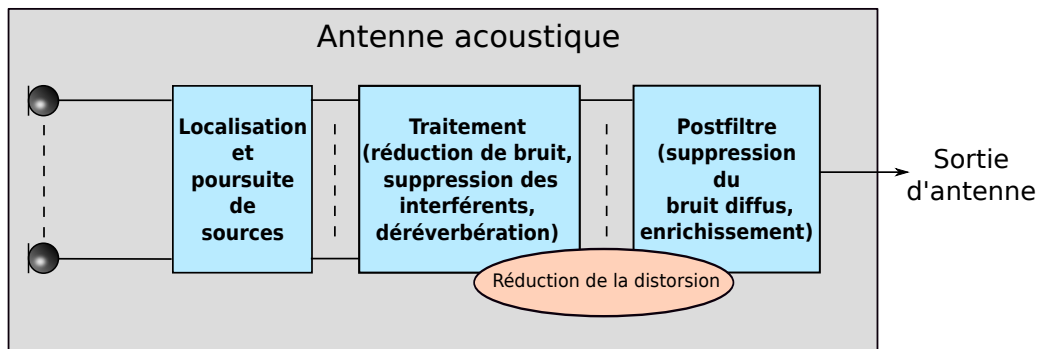 Antenne acoustique
Localisation
et
poursuite
de
sources
Traitement
(réduction de bruit,
suppression des
interférents,
déréverbération)
Postfiltre
(suppression
du
bruit diffus,
enrichissement)
Réduction de la distorsion
Sortie
d'antenne